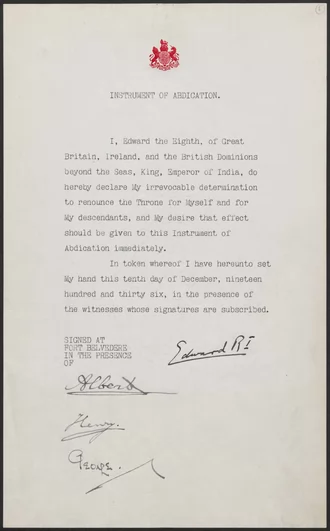 INSTRUMENT OF ABDICATION.
I, Edward the Eighth, of Great
Britain, Ireland, and the British Dominions
beyond the Seas, King, Emperor of India, do
hereby declare My irrevocable determination
to renounce the Throne for Myself and for
My descendants, and My desire that effect
should be given to this Instrument of
Abdication immediately.
In token whereof I have hereunto set
My hand this tenth day of December, nineteen
hundred and thirty six, in the presence of
the witnesses whose signatures are subscribed.
SIGNED AT
FORT BELVEDERE
IN THE PRESENCE
OF
Edward RI
Albert
Henry.
George.